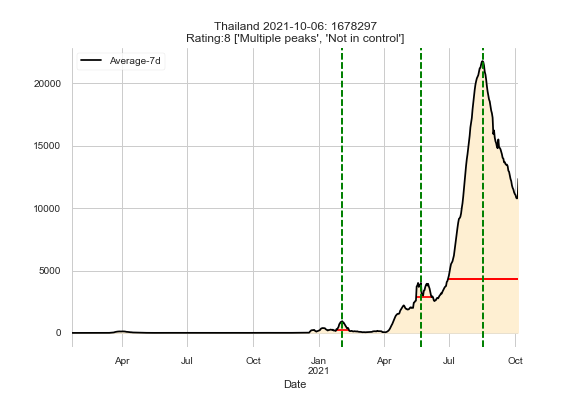 Thailand 2021-10-06: 1678297
Rating:8 ['Multiple peaks', 'Not in control']
Average-7d
20000
15000
10000
5000
0
Apr
Jul
Oct
Jan
2021
Apr
Jul
Oct
Date